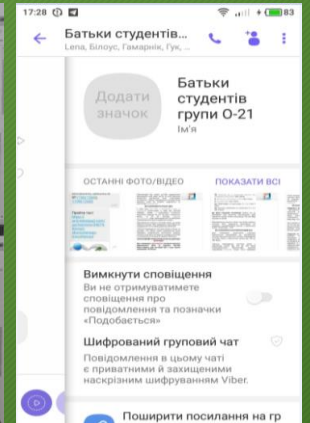 17:28 83
Батьки студентів...
Lena, Білоус, Гамарнік, Гук, ...
Додати
значок
Батьки
студентів
групи О-21
Ім'я
ОСТАННІ ФОТО/ВІДЕО ПОКАЗАТИ ВСІ
Вимкнути сповіщення
Ви не отримуватимете
сповіщення про
повідомлення та позначки
«Подобається»
Шифрований груповий чат
Повідомлення в цьому чаті
є приватними й захищеними
наскрізним шифруванням Viber.
Поширити посилання на гр